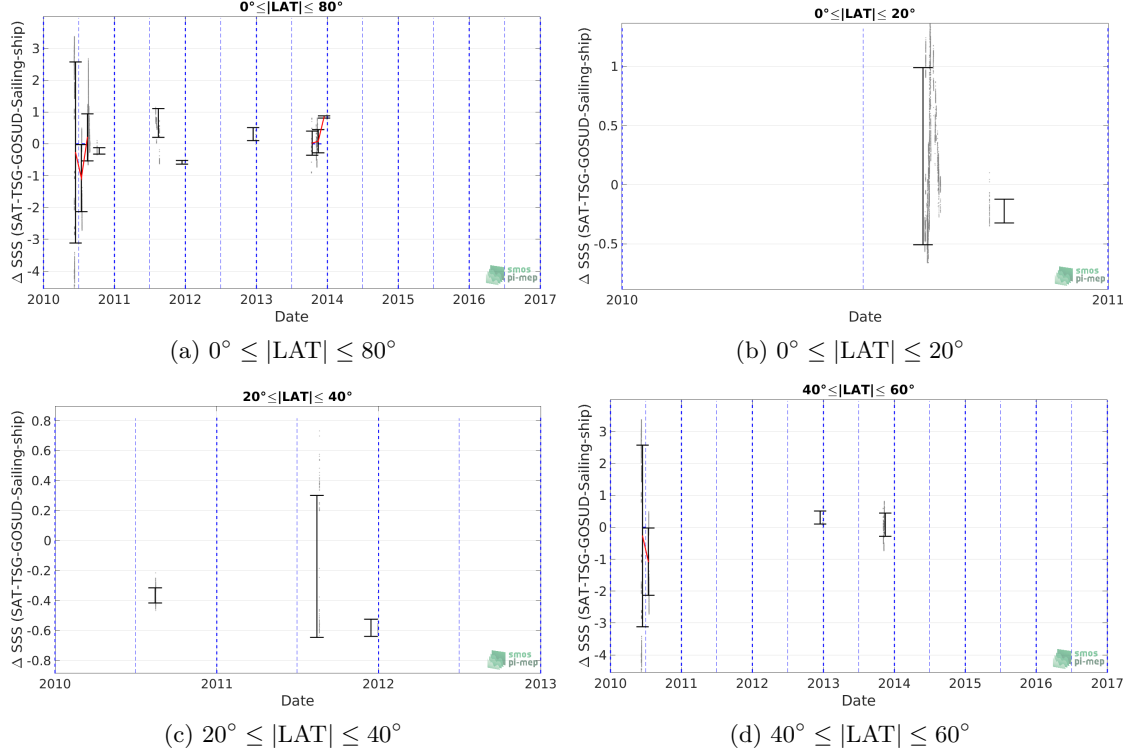 0°≤|LAT|≤ 80°
Δ SSS (SAT-TSG-GOSUD-Sailing-ship)
3
2
1
0
-1
-2
-3
-4
2010 2011 2012 2013 2014 2015 2016 2017
Date
smos
pi-mep
(a) 0° ≤ |LAT| ≤ 80°
0°≤|LAT|≤ 20°
Δ SSS (SAT-TSG-GOSUD-Sailing-ship)
1
0.5
0
-0.5
2010 2011
Date
smos
pi-mep
(b) 0° ≤ |LAT| ≤ 20°
20°≤|LAT|≤ 40°
Δ SSS (SAT-TSG-GOSUD-Sailing-ship)
0.8
0.6
0.4
0.2
0
-0.2
-0.4
-0.6
-0.8
2010 2011 2012 2013
Date
smos
pi-mep
(c) 20° ≤ |LAT| ≤ 40°
40°≤|LAT|≤ 60°
Δ SSS (SAT-TSG-GOSUD-Sailing-ship)
3
2
1
0
-1
-2
-3
-4
2010 2011 2012 2013 2014 2015 2016 2017
Date
smos
pi-mep
(d) 40° ≤ |LAT| ≤ 60°